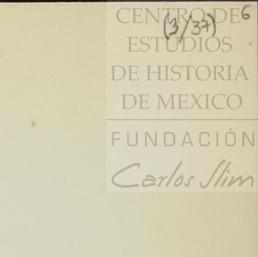 CENTRO DE
ESTUDIOS
DE HISTORIA
DE MEXICO
FUNDACIÓN
Carlos Slim
(3/37) 6